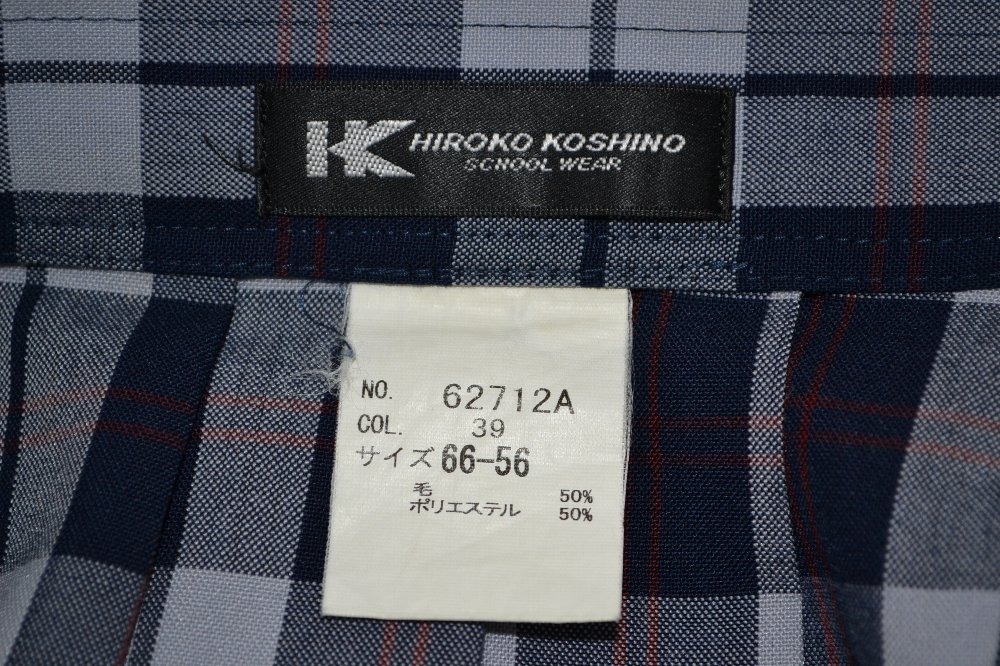 HK HIROKO KOSHINO
SCHOOL WEAR
NO. 62712A
COL. 39
サイズ 66-56
毛 50%
ポリエステル 50%